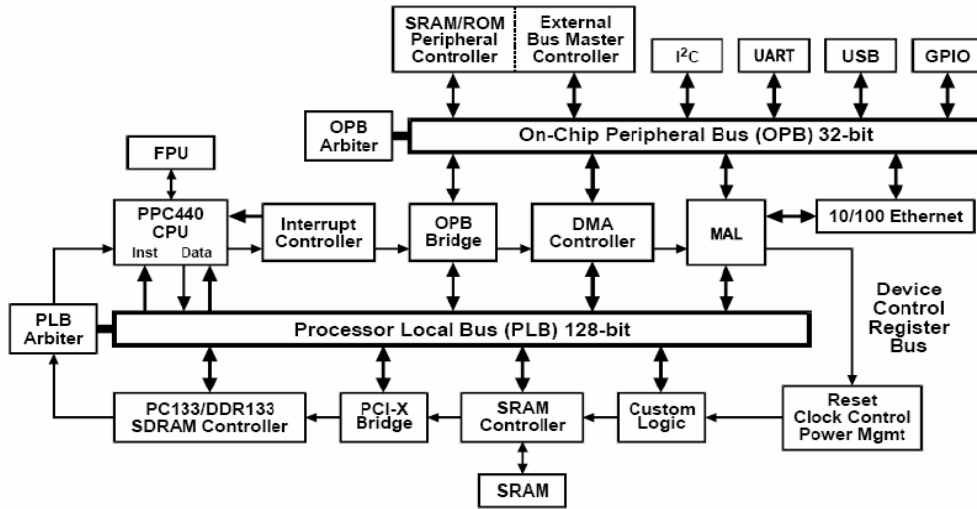 SRAM/ROM
Peripheral
Controller
External
Bus Master
Controller
I²C
UART
USB
GPIO
OPB
Arbiter
On-Chip Peripheral Bus (OPB) 32-bit
FPU
PPC440
CPU
Inst Data
Interrupt
Controller
OPB
Bridge
DMA
Controller
MAL
10/100 Ethernet
PLB
Arbiter
Processor Local Bus (PLB) 128-bit
Device
Control
Register
Bus
PC133/DDR133
SDRAM Controller
PCI-X
Bridge
SRAM
Controller
Custom
Logic
Reset
Clock Control
Power Mgmt
SRAM